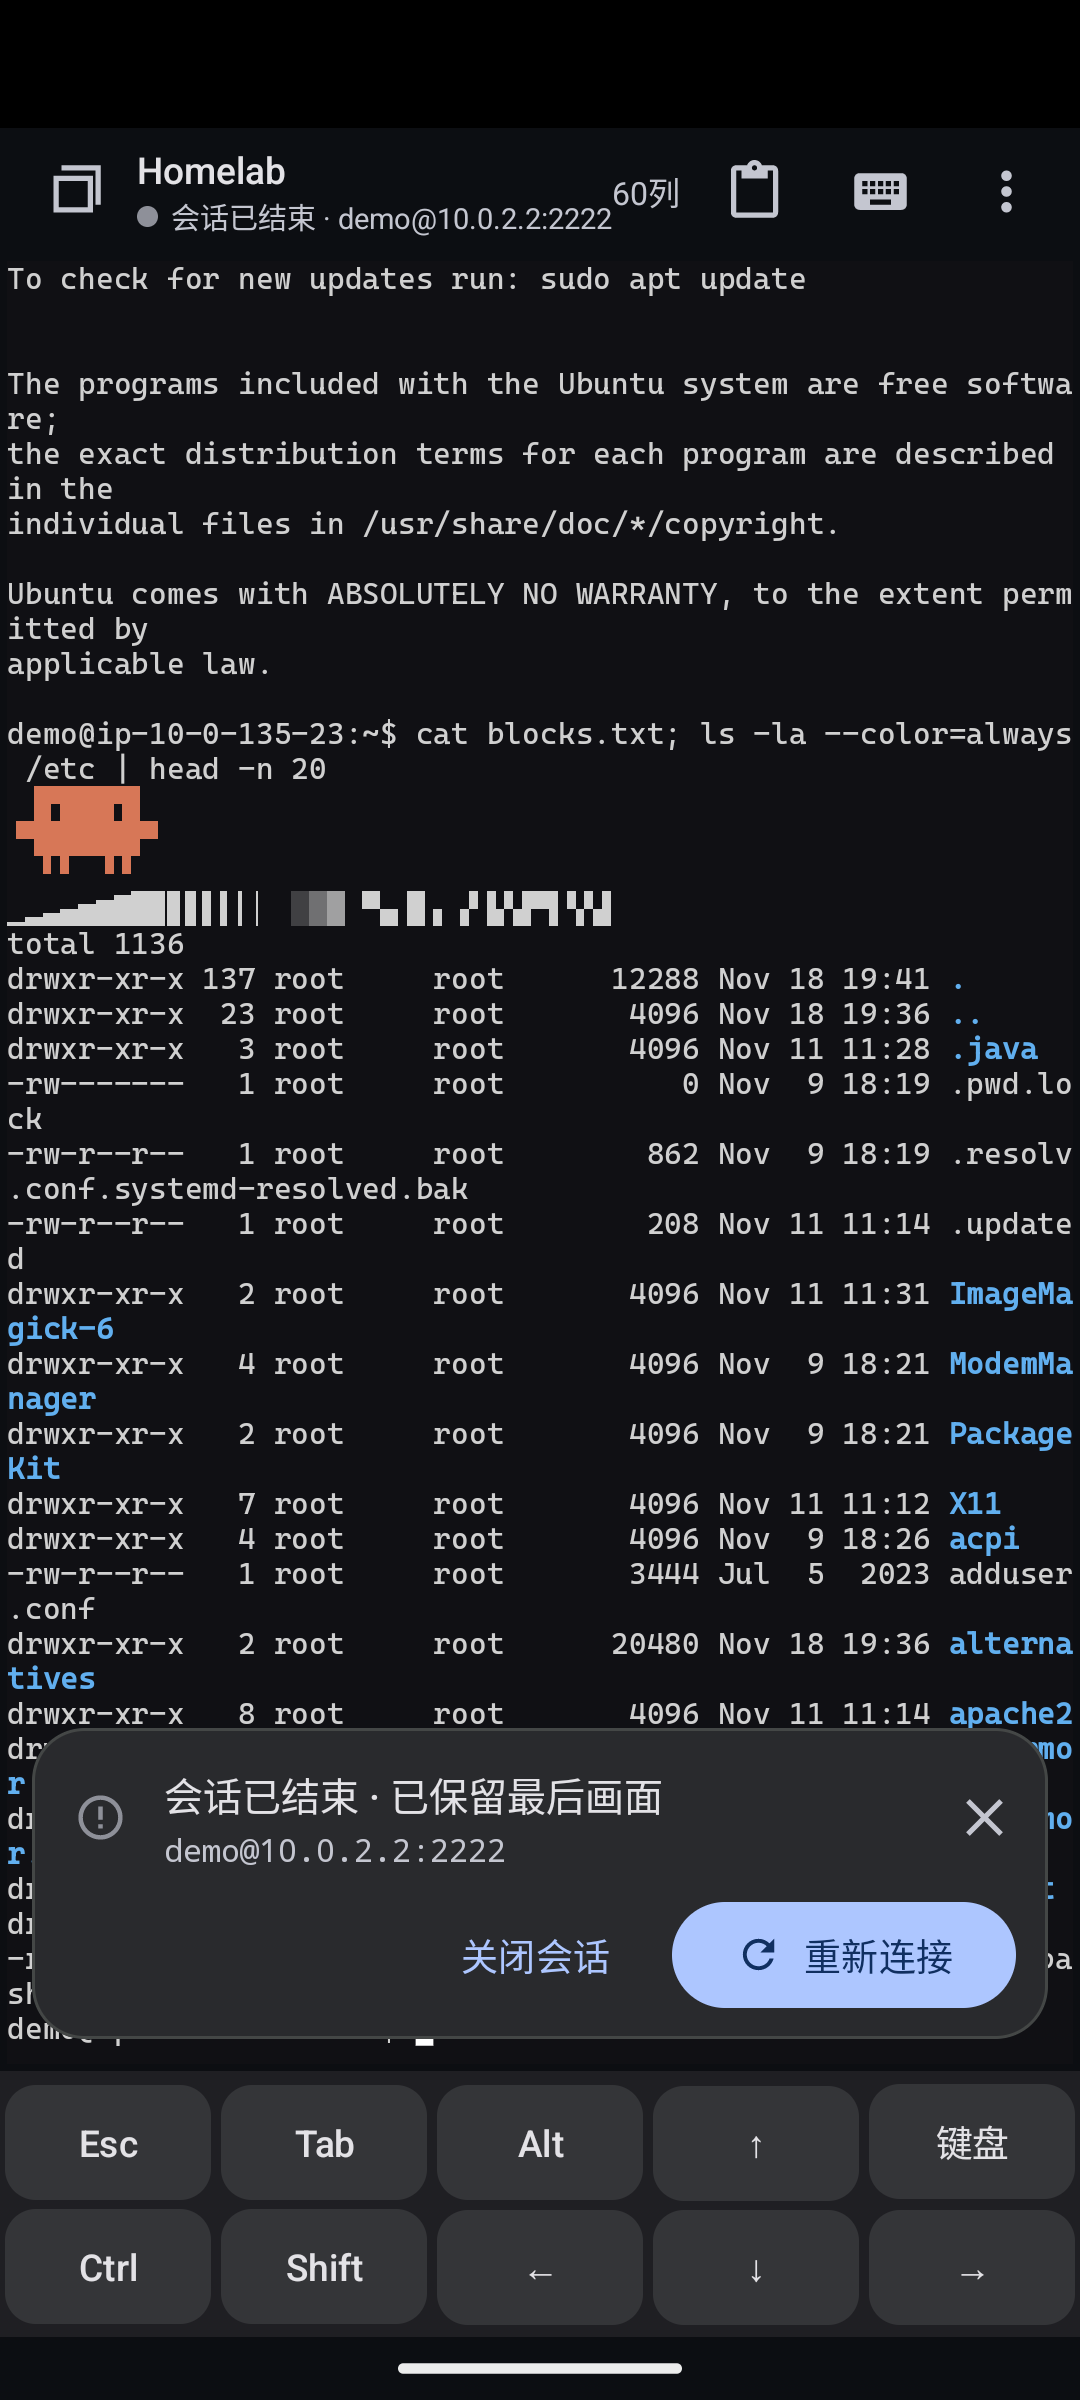 Homelab
会话已结束 · demo@10.0.2.2:2222
60列
To check for new updates run: sudo apt update
The programs included with the Ubuntu system are free softwa
re;
the exact distribution terms for each program are described
in the
individual files in /usr/share/doc/*/copyright.
Ubuntu comes with ABSOLUTELY NO WARRANTY, to the extent perm
itted by
applicable law.
demo@ip-10-0-135-23:~$ cat blocks.txt; ls -la --color=always
 /etc | head -n 20
total 1136
drwxr-xr-x 137 root     root      12288 Nov 18 19:41 .
drwxr-xr-x  23 root     root       4096 Nov 18 19:36 ..
drwxr-xr-x   3 root     root       4096 Nov 11 11:28 .java
-rw-------   1 root     root          0 Nov  9 18:19 .pwd.lo
ck
-rw-r--r--   1 root     root        862 Nov  9 18:19 .resolv
.conf.systemd-resolved.bak
-rw-r--r--   1 root     root        208 Nov 11 11:14 .update
d
drwxr-xr-x   2 root     root       4096 Nov 11 11:31 ImageMa
gick-6
drwxr-xr-x   4 root     root       4096 Nov  9 18:21 ModemMa
nager
drwxr-xr-x   2 root     root       4096 Nov  9 18:21 Package
Kit
drwxr-xr-x   7 root     root       4096 Nov 11 11:12 X11
drwxr-xr-x   4 root     root       4096 Nov  9 18:26 acpi
-rw-r--r--   1 root     root       3444 Jul  5  2023 adduser
.conf
drwxr-xr-x   2 root     root      20480 Nov 18 19:36 alterna
tives
drwxr-xr-x   8 root     root       4096 Nov 11 11:14 apache2
会话已结束 · 已保留最后画面
demo@10.0.2.2:2222
关闭会话
重新连接
Esc
Tab
Alt
↑
键盘
Ctrl
Shift
←
↓
→